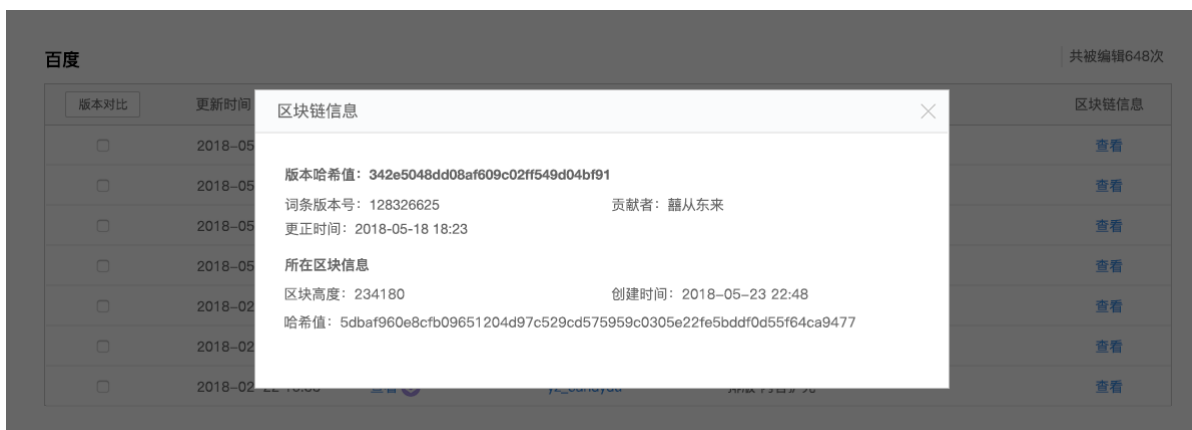 百度
共被编辑648次
版本对比 更新时间 区块链信息
区块链信息
2018-05 查看
2018-05 查看
2018-05 查看
2018-05 查看
2018-02 查看
2018-02 查看
2018-02 查看
版本哈希值：342e5048dd08af609c02ff549d04bf91
词条版本号：128326625 贡献者：囍从东来
更正时间：2018-05-18 18:23
所在区块信息
区块高度：234180 创建时间：2018-05-23 22:48
哈希值：5dbaf960e8cfb09651204d97c529cd575959c0305e22fe5bddf0d55f64ca9477